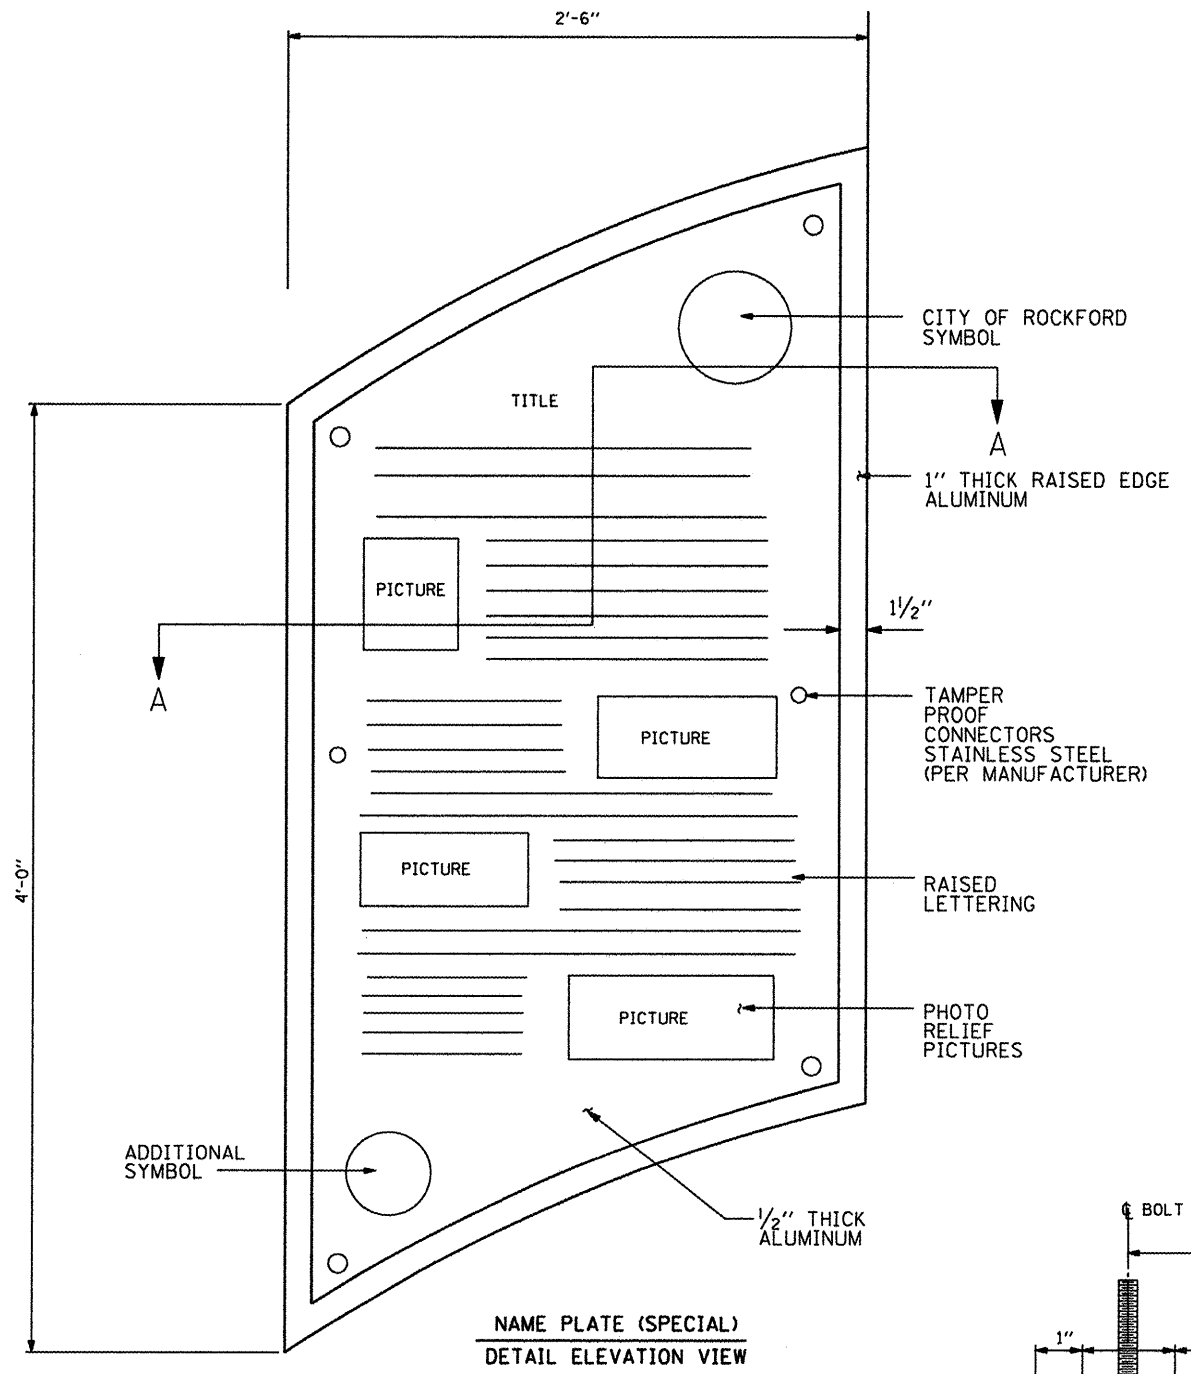 2'-6"
CITY OF ROCKFORD
SYMBOL
TITLE
A
1" THICK RAISED EDGE
ALUMINUM
PICTURE
1 1/2"
A
TAMPER
PROOF
CONNECTORS
STAINLESS STEEL
(PER MANUFACTURER)
PICTURE
4'-0"
PICTURE
RAISED
LETTERING
PICTURE
PHOTO
RELIEF
PICTURES
ADDITIONAL
SYMBOL
1/2" THICK
ALUMINUM
℄ BOLT
NAME PLATE (SPECIAL)
DETAIL ELEVATION VIEW
1"